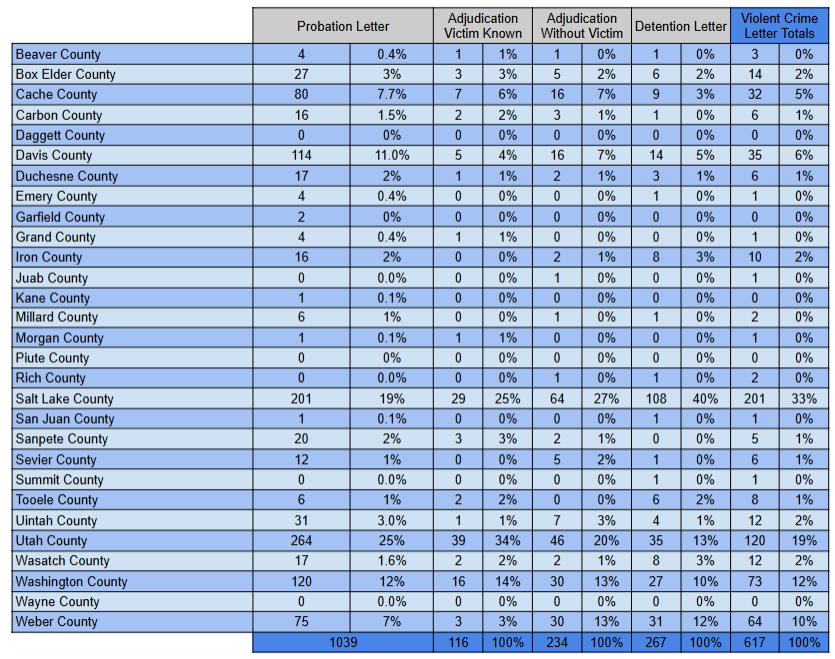 Probation Letter Adjudication Victim Known Adjudication Without Victim Detention Letter Violent Crime Letter Totals
Beaver County 4 0.4% 1 1% 1 0% 1 0% 3 0%
Box Elder County 27 3% 3 3% 5 2% 6 2% 14 2%
Cache County 80 7.7% 7 6% 16 7% 9 3% 32 5%
Carbon County 16 1.5% 2 2% 3 1% 1 0% 6 1%
Daggett County 0 0% 0 0% 0 0% 0 0% 0 0%
Davis County 114 11.0% 5 4% 16 7% 14 5% 35 6%
Duchesne County 17 2% 1 1% 2 1% 3 1% 6 1%
Emery County 4 0.4% 0 0% 0 0% 1 0% 1 0%
Garfield County 2 0% 0 0% 0 0% 0 0% 0 0%
Grand County 4 0.4% 1 1% 0 0% 0 0% 1 0%
Iron County 16 2% 0 0% 2 1% 8 3% 10 2%
Juab County 0 0.0% 0 0% 1 0% 0 0% 1 0%
Kane County 1 0.1% 0 0% 0 0% 0 0% 0 0%
Millard County 6 1% 0 0% 1 0% 1 0% 2 0%
Morgan County 1 0.1% 1 1% 0 0% 0 0% 1 0%
Piute County 0 0% 0 0% 0 0% 0 0% 0 0%
Rich County 0 0.0% 0 0% 1 0% 1 0% 2 0%
Salt Lake County 201 19% 29 25% 64 27% 108 40% 201 33%
San Juan County 1 0.1% 0 0% 0 0% 1 0% 1 0%
Sanpete County 20 2% 3 3% 2 1% 0 0% 5 1%
Sevier County 12 1% 0 0% 5 2% 1 0% 6 1%
Summit County 0 0.0% 0 0% 0 0% 1 0% 1 0%
Tooele County 6 1% 2 2% 0 0% 6 2% 8 1%
Uintah County 31 3.0% 1 1% 7 3% 4 1% 12 2%
Utah County 264 25% 39 34% 46 20% 35 13% 120 19%
Wasatch County 17 1.6% 2 2% 2 1% 8 3% 12 2%
Washington County 120 12% 16 14% 30 13% 27 10% 73 12%
Wayne County 0 0.0% 0 0% 0 0% 0 0% 0 0%
Weber County 75 7% 3 3% 30 13% 31 12% 64 10%
1039 116 100% 234 100% 267 100% 617 100%